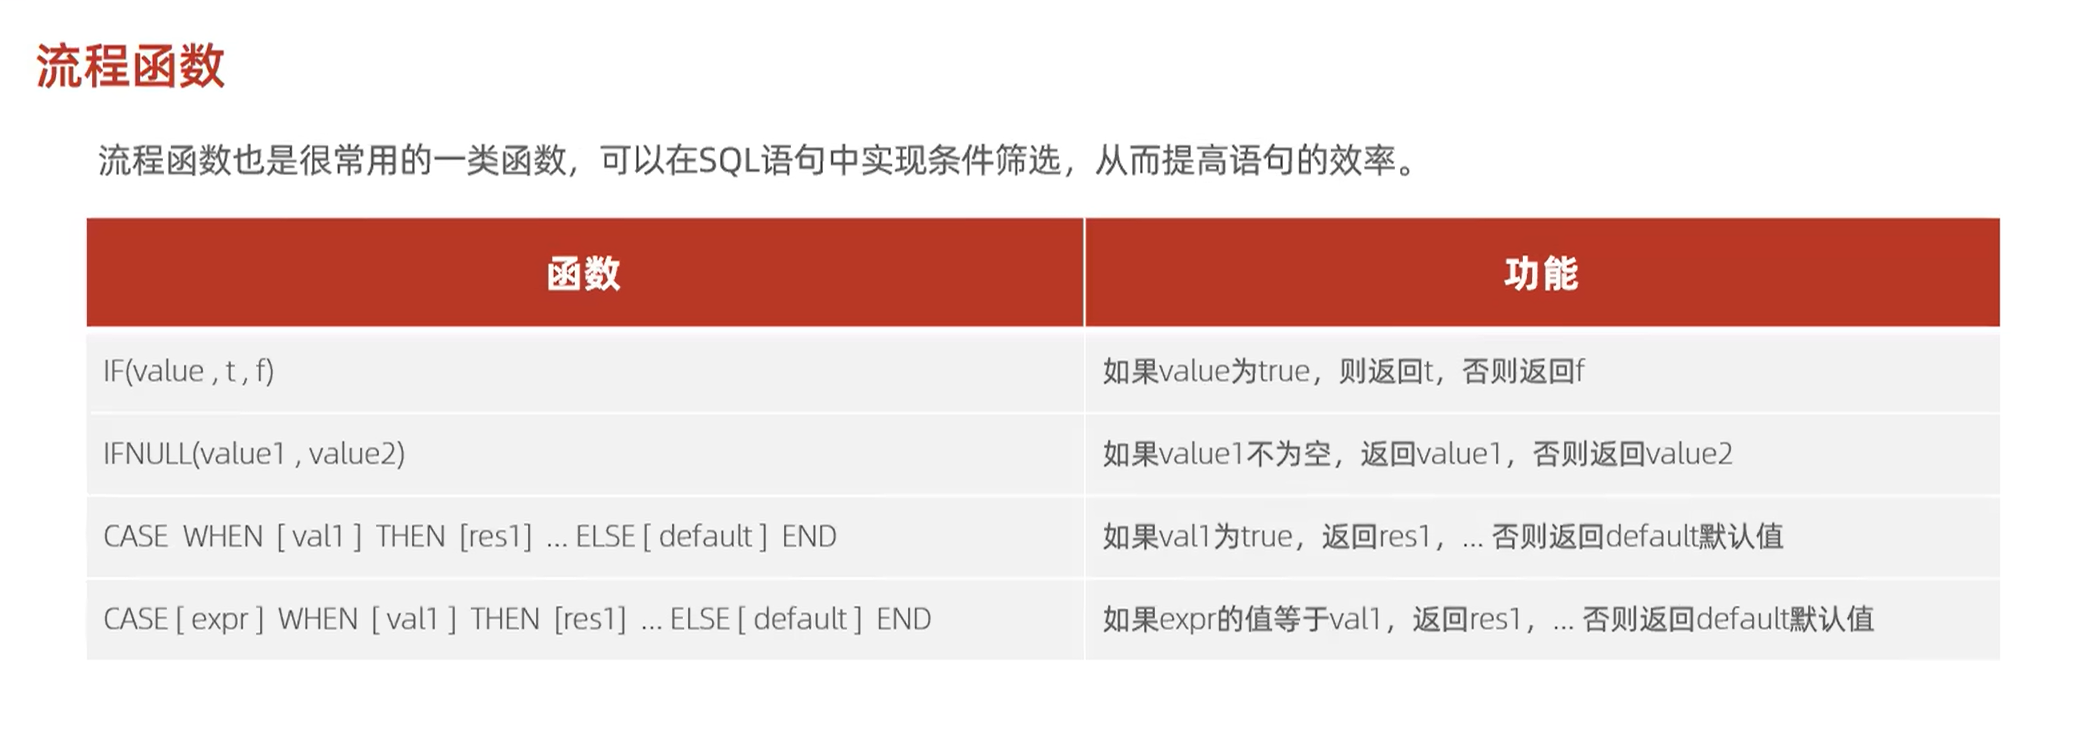 流程函数
流程函数也是很常用的一类函数，可以在SQL语句中实现条件筛选，从而提高语句的效率。
函数 功能
IF(value , t , f) 如果value为true，则返回t，否则返回f
IFNULL(value1 , value2) 如果value1不为空，返回value1，否则返回value2
CASE WHEN [ val1 ] THEN [res1] ... ELSE [ default ] END 如果val1为true，返回res1，... 否则返回default默认值
CASE [ expr ] WHEN [ val1 ] THEN [res1] ... ELSE [ default ] END 如果expr的值等于val1，返回res1，... 否则返回default默认值